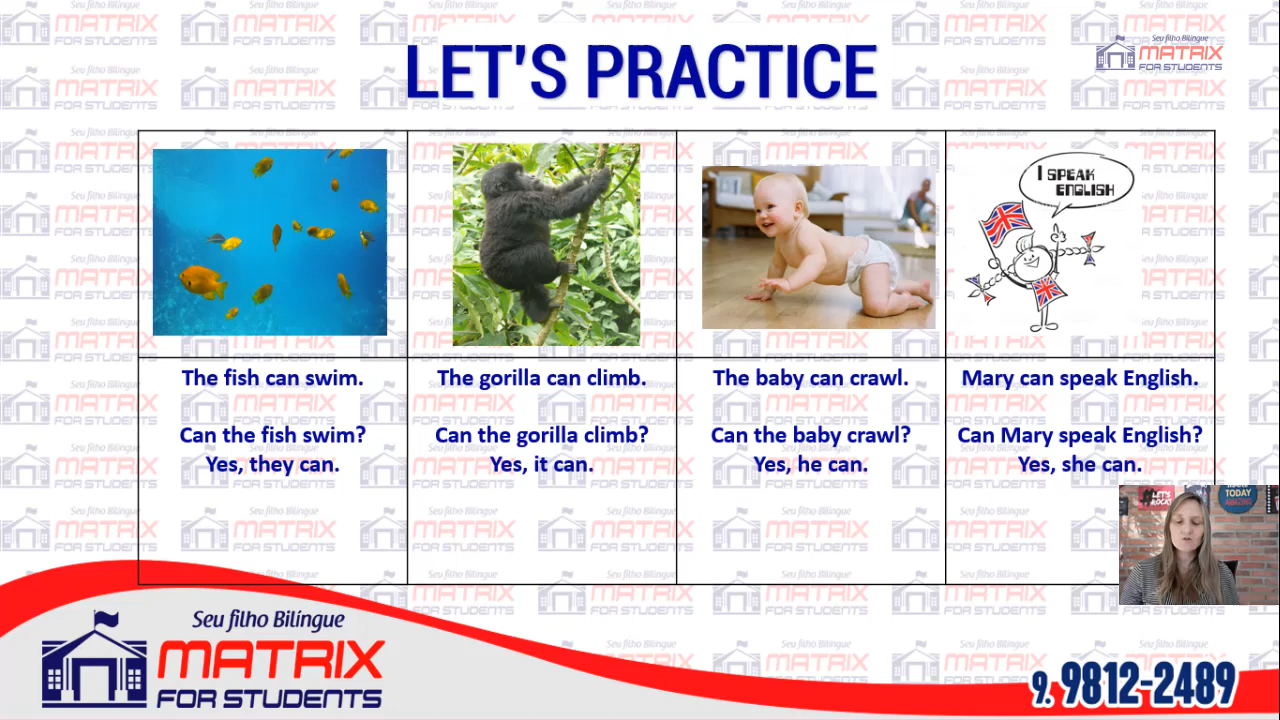 LET'S PRACTICE
Seu filho Bilíngue
MATRIX
FOR STUDENTS
I SPEAK
ENGLISH
The fish can swim.
The gorilla can climb.
The baby can crawl.
Mary can speak English.
Can the fish swim?
Yes, they can.
Can the gorilla climb?
Yes, it can.
Can the baby crawl?
Yes, he can.
Can Mary speak English?
Yes, she can.
LET'S
ROCK
TODAY
Seu filho Bilíngue
MATRIX
FOR STUDENTS
9.9812-2489